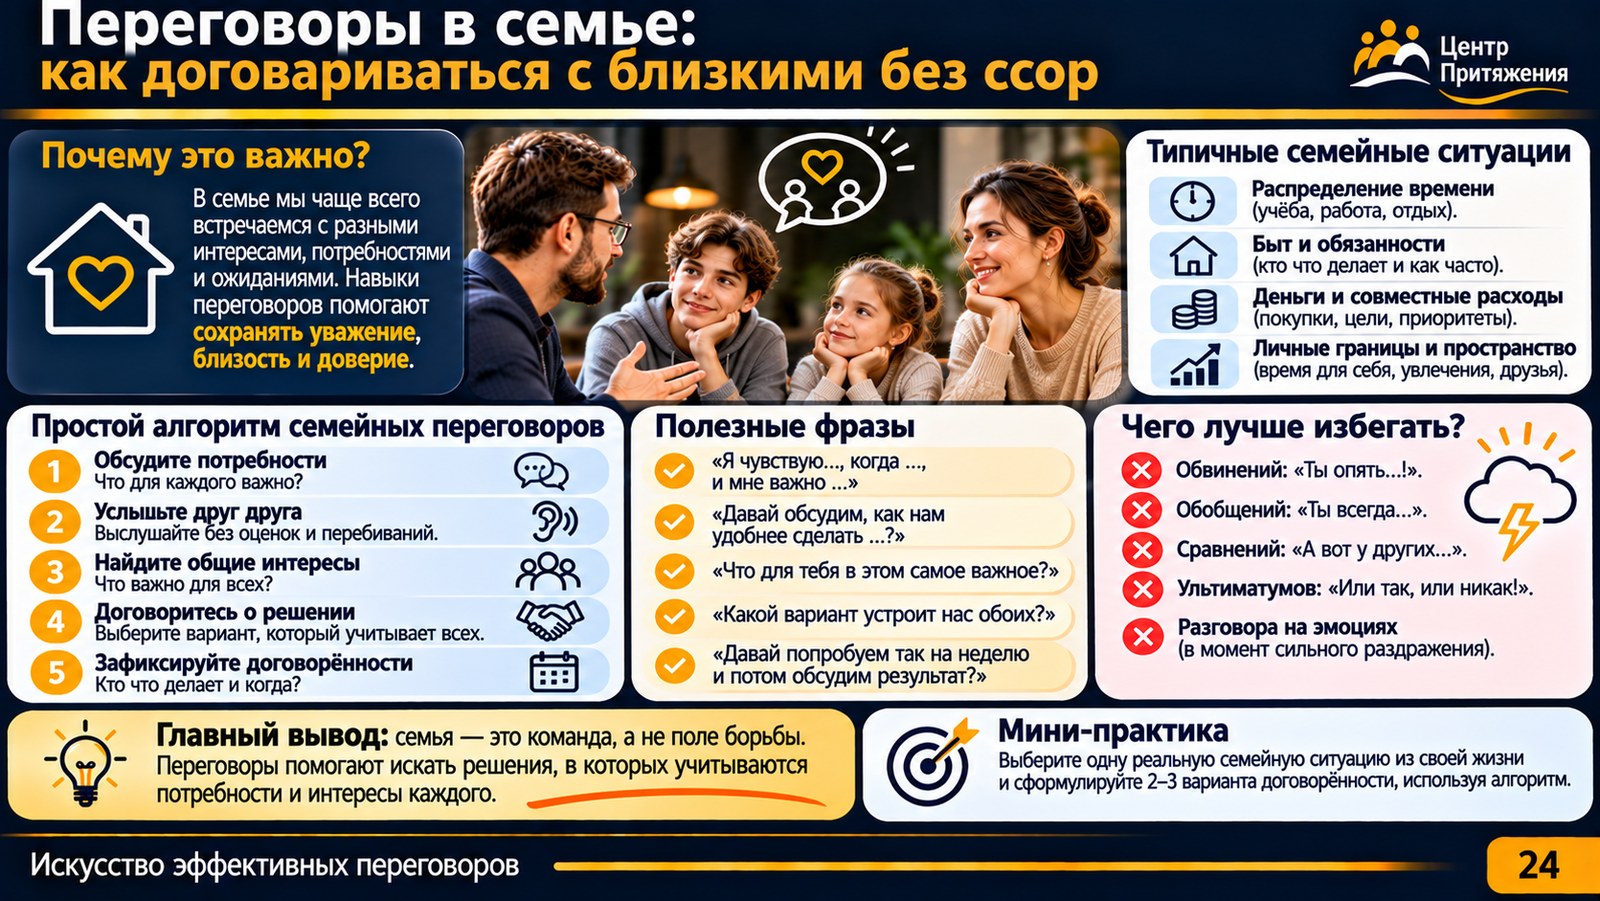 Переговоры в семье:
как договариваться с близкими без ссор
Центр
Притяжения
Почему это важно?
В семье мы чаще всего
встречаемся с разными
интересами, потребностями
и ожиданиями. Навыки
переговоров помогают
сохранять уважение,
близость и доверие.
Типичные семейные ситуации
Распределение времени
(учёба, работа, отдых).
Быт и обязанности
(кто что делает и как часто).
Деньги и совместные расходы
(покупки, цели, приоритеты).
Личные границы и пространство
(время для себя, увлечения, друзья).
Простой алгоритм семейных переговоров
1
Обсудите потребности
Что для каждого важно?
2
Услышьте друг друга
Выслушайте без оценок и перебиваний.
3
Найдите общие интересы
Что важно для всех?
4
Договоритесь о решении
Выберите вариант, который учитывает всех.
5
Зафиксируйте договорённости
Кто что делает и когда?
Полезные фразы
«Я чувствую..., когда ...,
и мне важно ...»
«Давай обсудим, как нам
удобнее сделать ...?»
«Что для тебя в этом самое важное?»
«Какой вариант устроит нас обоих?»
«Давай попробуем так на неделю
и потом обсудим результат?»
Чего лучше избегать?
Обвинений: «Ты опять...!».
Обобщений: «Ты всегда...».
Сравнений: «А вот у других...».
Ультиматумов: «Или так, или никак!».
Разговора на эмоциях
(в момент сильного раздражения).
Главный вывод: семья — это команда, а не поле борьбы.
Переговоры помогают искать решения, в которых учитываются
потребности и интересы каждого.
Мини-практика
Выберите одну реальную семейную ситуацию из своей жизни
и сформулируйте 2–3 варианта договорённости, используя алгоритм.
Искусство эффективных переговоров
24